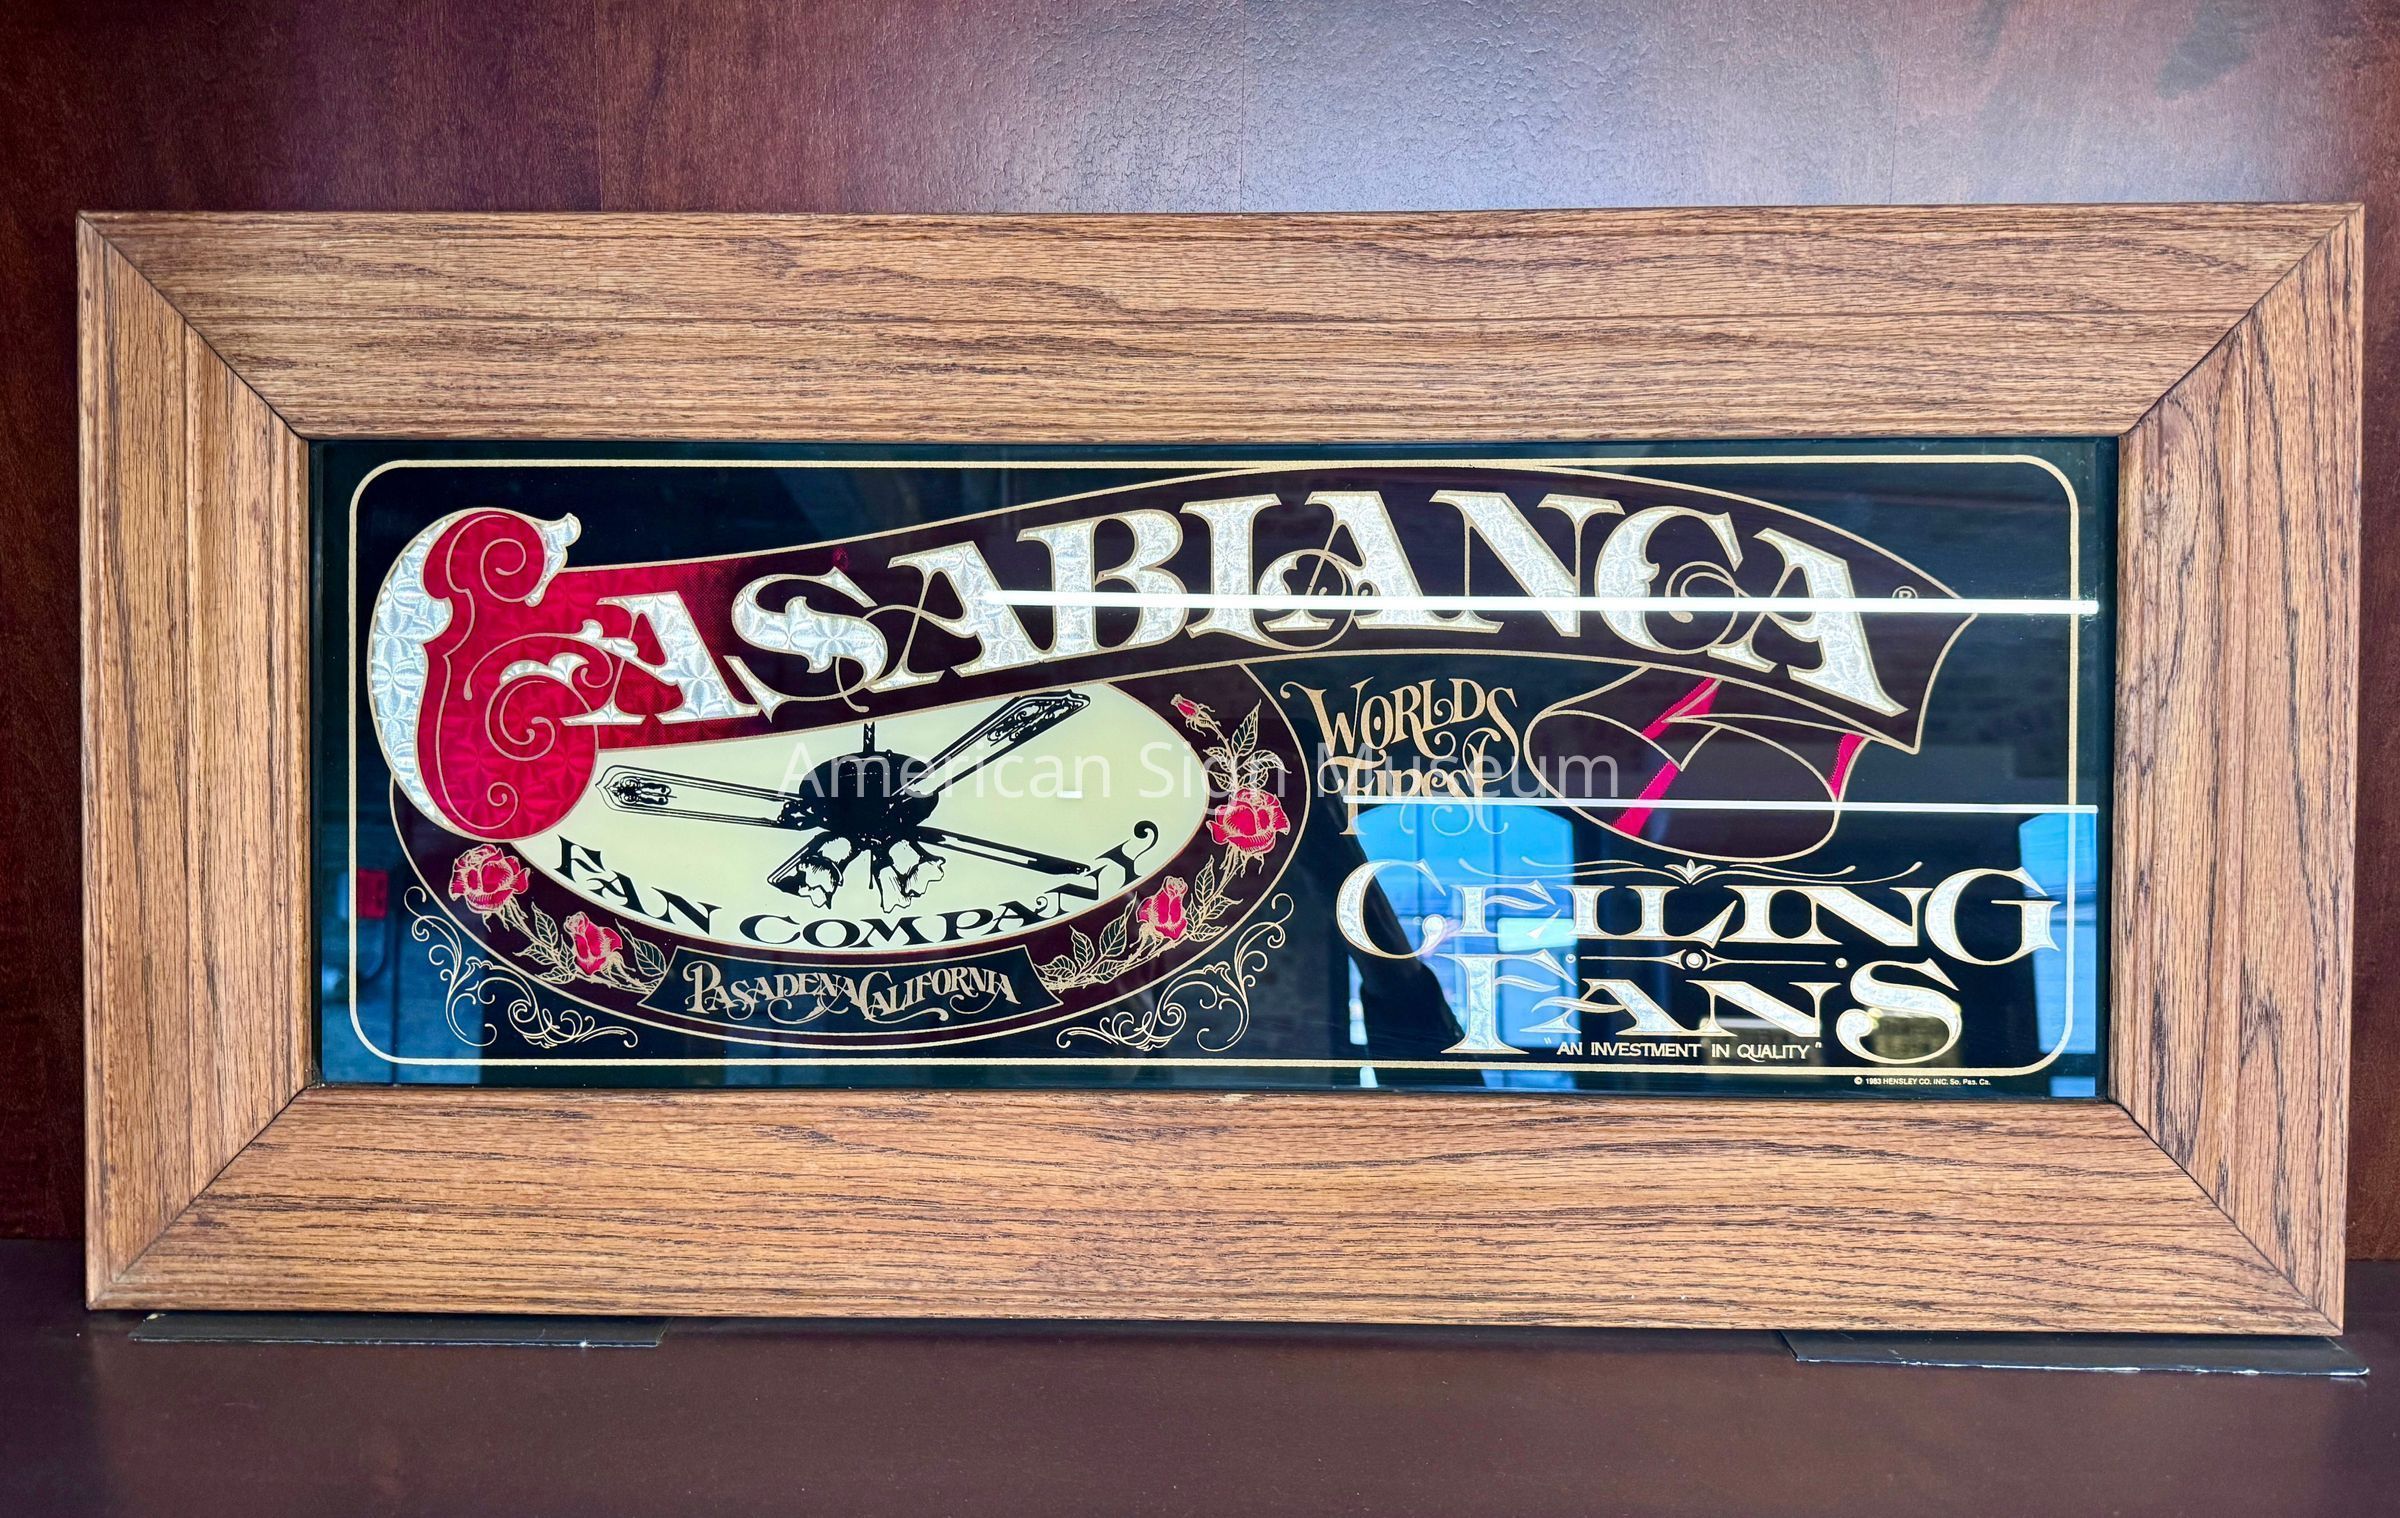 CASABLANCA ®
FAN COMPANY
PASADENA CALIFORNIA
WORLDS
FINEST
CEILING
FANS
"AN INVESTMENT IN QUALITY"
© 1983 HENSLEY CO. INC. So. Pas. Ca.
American Sign Museum